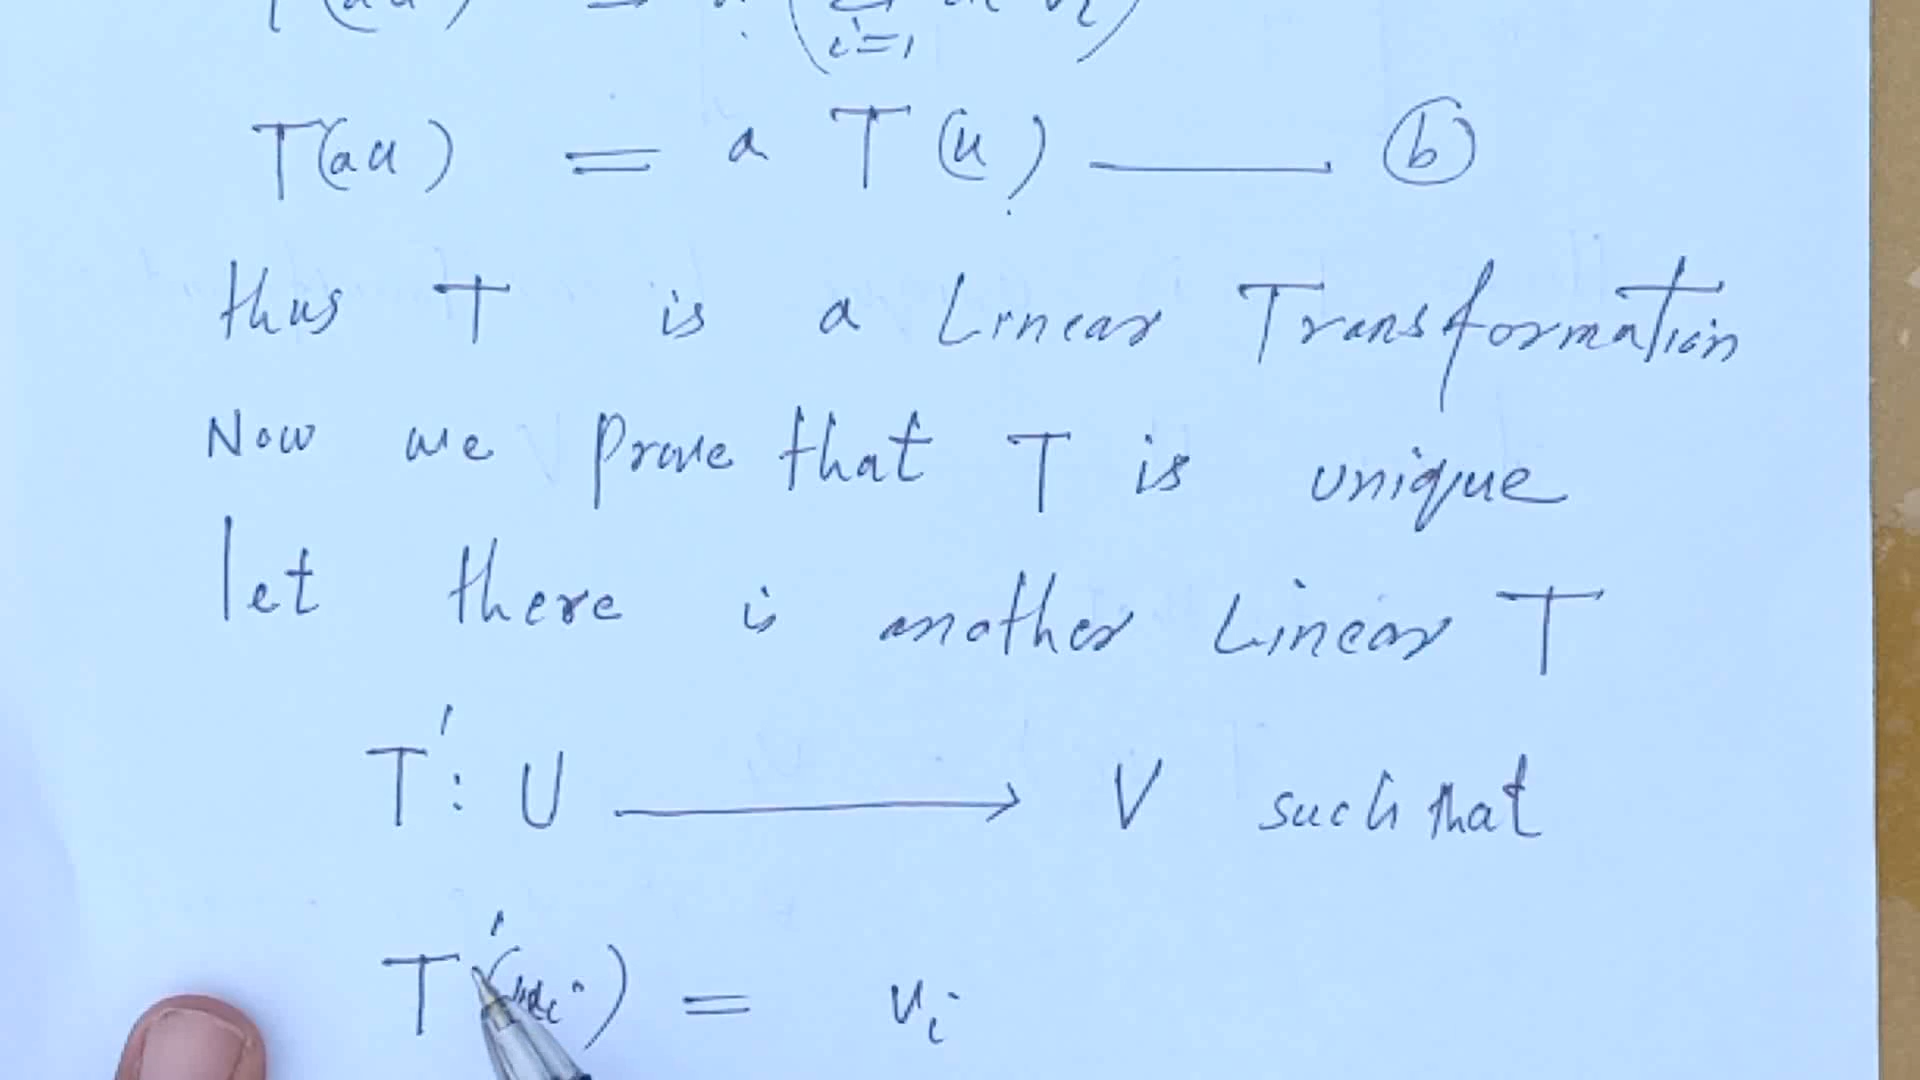 i=1
T(au) = a T(u) —— (b)
thus T is a Linear Transformation
Now we prove that T is unique
let there is another Linear T
T': U ⟶ V such that
T'(ui) = vi